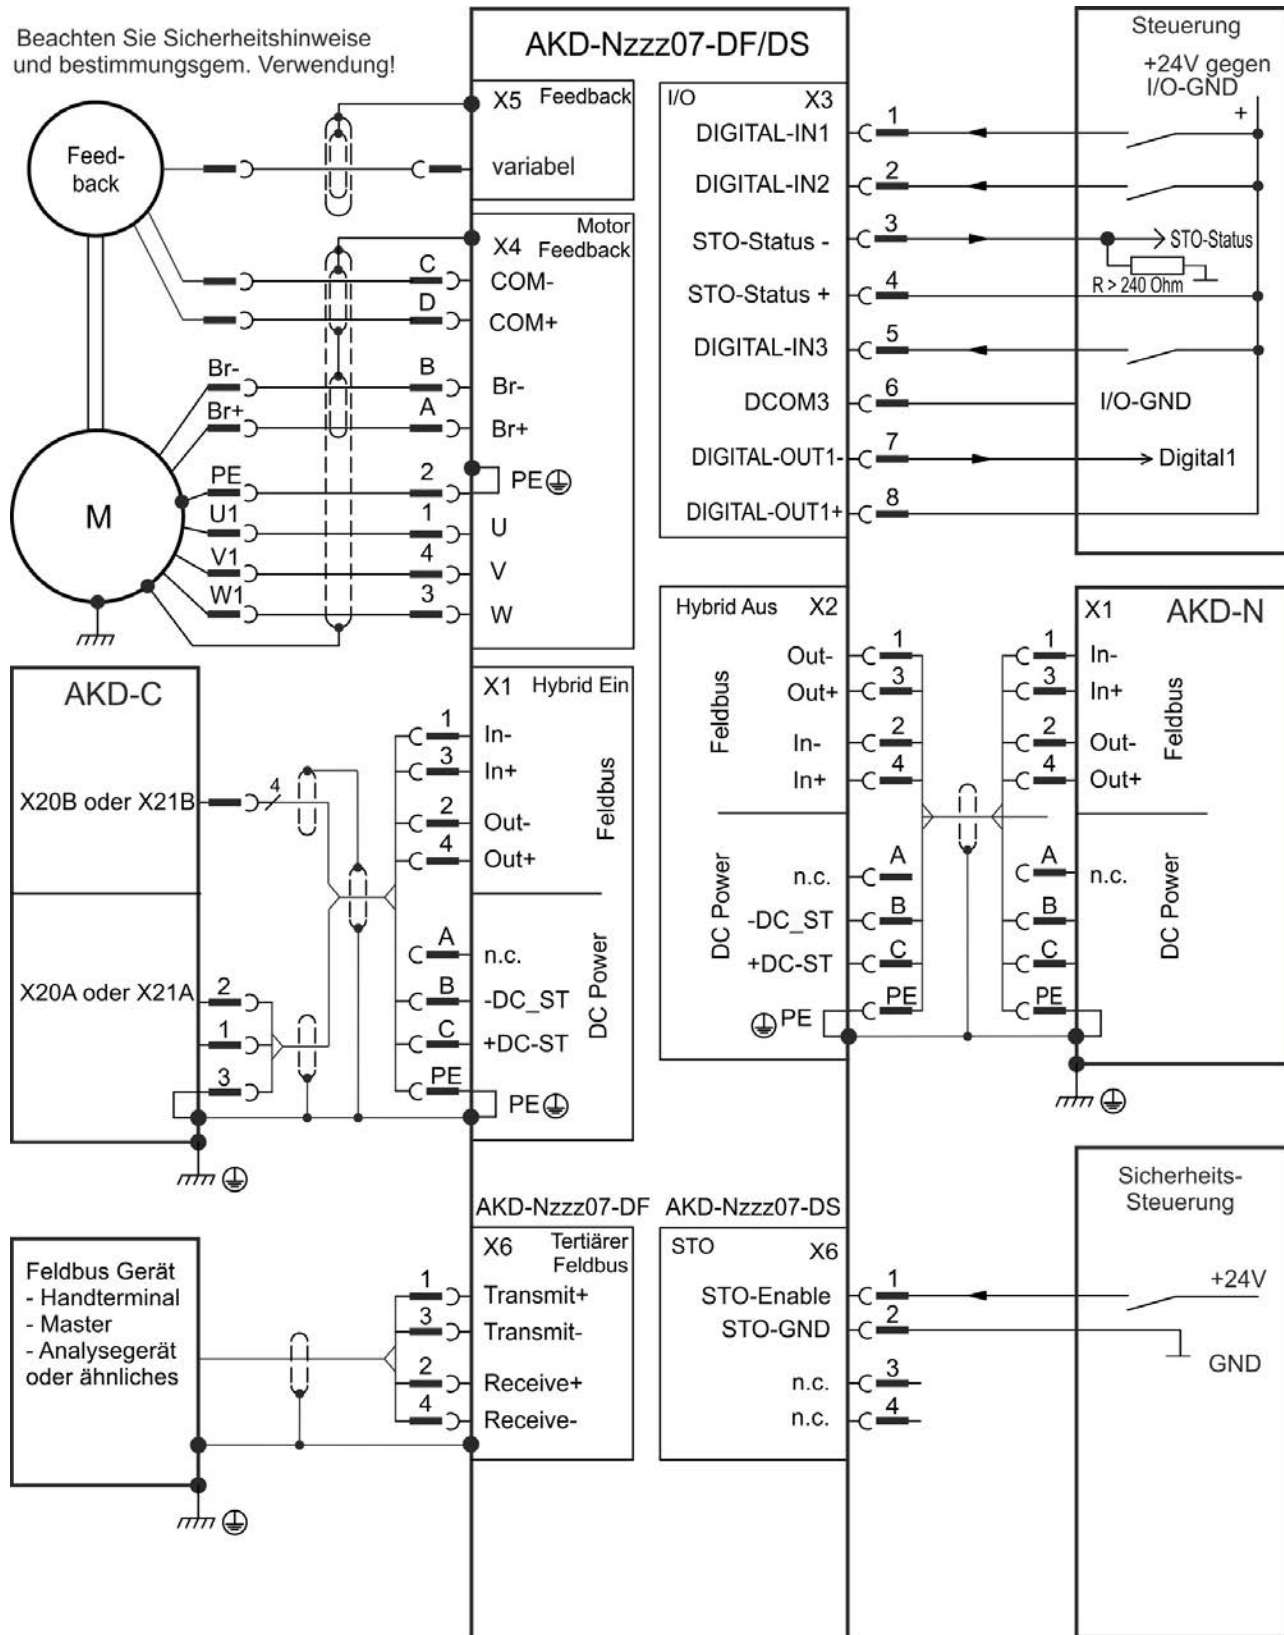 Beachten Sie Sicherheitshinweise
und bestimmungsgem. Verwendung!
AKD-Nzzz07-DF/DS
Feed-
back
X5 Feedback
variabel
X4 Motor
Feedback
C
COM-
D
COM+
Br-
B
Br-
Br+
A
Br+
PE
2
PE
M
U1
1
U
V1
4
V
W1
3
W
I/O X3
DIGITAL-IN1
1
DIGITAL-IN2
2
STO-Status -
3
STO-Status +
4
DIGITAL-IN3
5
DCOM3
6
DIGITAL-OUT1-
7
DIGITAL-OUT1+
8
Steuerung
+24V gegen
I/O-GND
+
STO-Status
R > 240 Ohm
I/O-GND
Digital1
AKD-C
X20B oder X21B
4
X20A oder X21A
2
1
3
X1 Hybrid Ein
1
In-
3
In+
2
Out-
4
Out+
Feldbus
A
n.c.
B
-DC_ST
C
+DC-ST
PE
PE
DC Power
Hybrid Aus X2
Out-
1
Out+
3
In-
2
In+
4
Feldbus
n.c.
A
-DC_ST
B
+DC-ST
C
PE
PE
DC Power
X1 AKD-N
1
In-
3
In+
2
Out-
4
Out+
Feldbus
A
n.c.
B
C
PE
DC Power
AKD-Nzzz07-DF
X6 Tertiärer
Feldbus
Feldbus Gerät
- Handterminal
- Master
- Analysegerät
oder ähnliches
1
Transmit+
3
Transmit-
2
Receive+
4
Receive-
AKD-Nzzz07-DS
STO X6
STO-Enable
1
STO-GND
2
n.c.
3
n.c.
4
Sicherheits-
Steuerung
+24V
GND